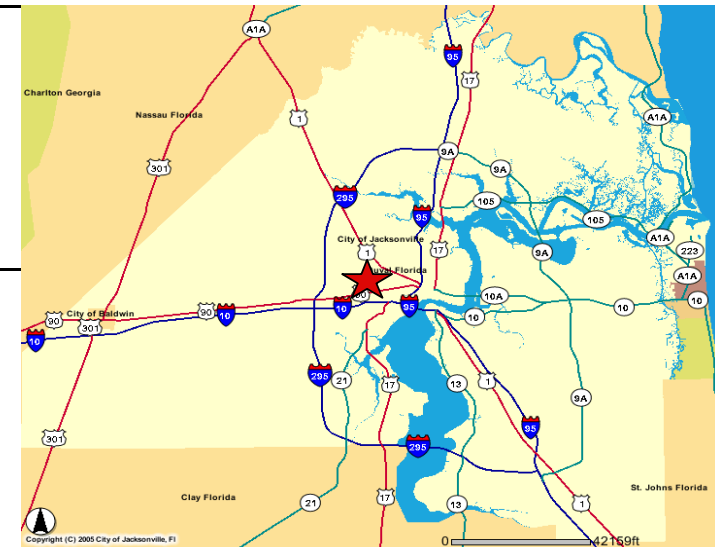 A1A
95
17
Charlton Georgia
Nassau Florida
1
A1A
301
9A
9A
295
105
95
105
City of Jacksonville
A1A
1
17
9A
223
Duval Florida
A1A
90
10A
10
95
10
90
10
City of Baldwin
90
10
10
301
10
295
21
17
13
1
9A
95
301
295
St. Johns Florida
Clay Florida
21
17
13
1
0
42159ft
Copyright (C) 2005 City of Jacksonville, Fl